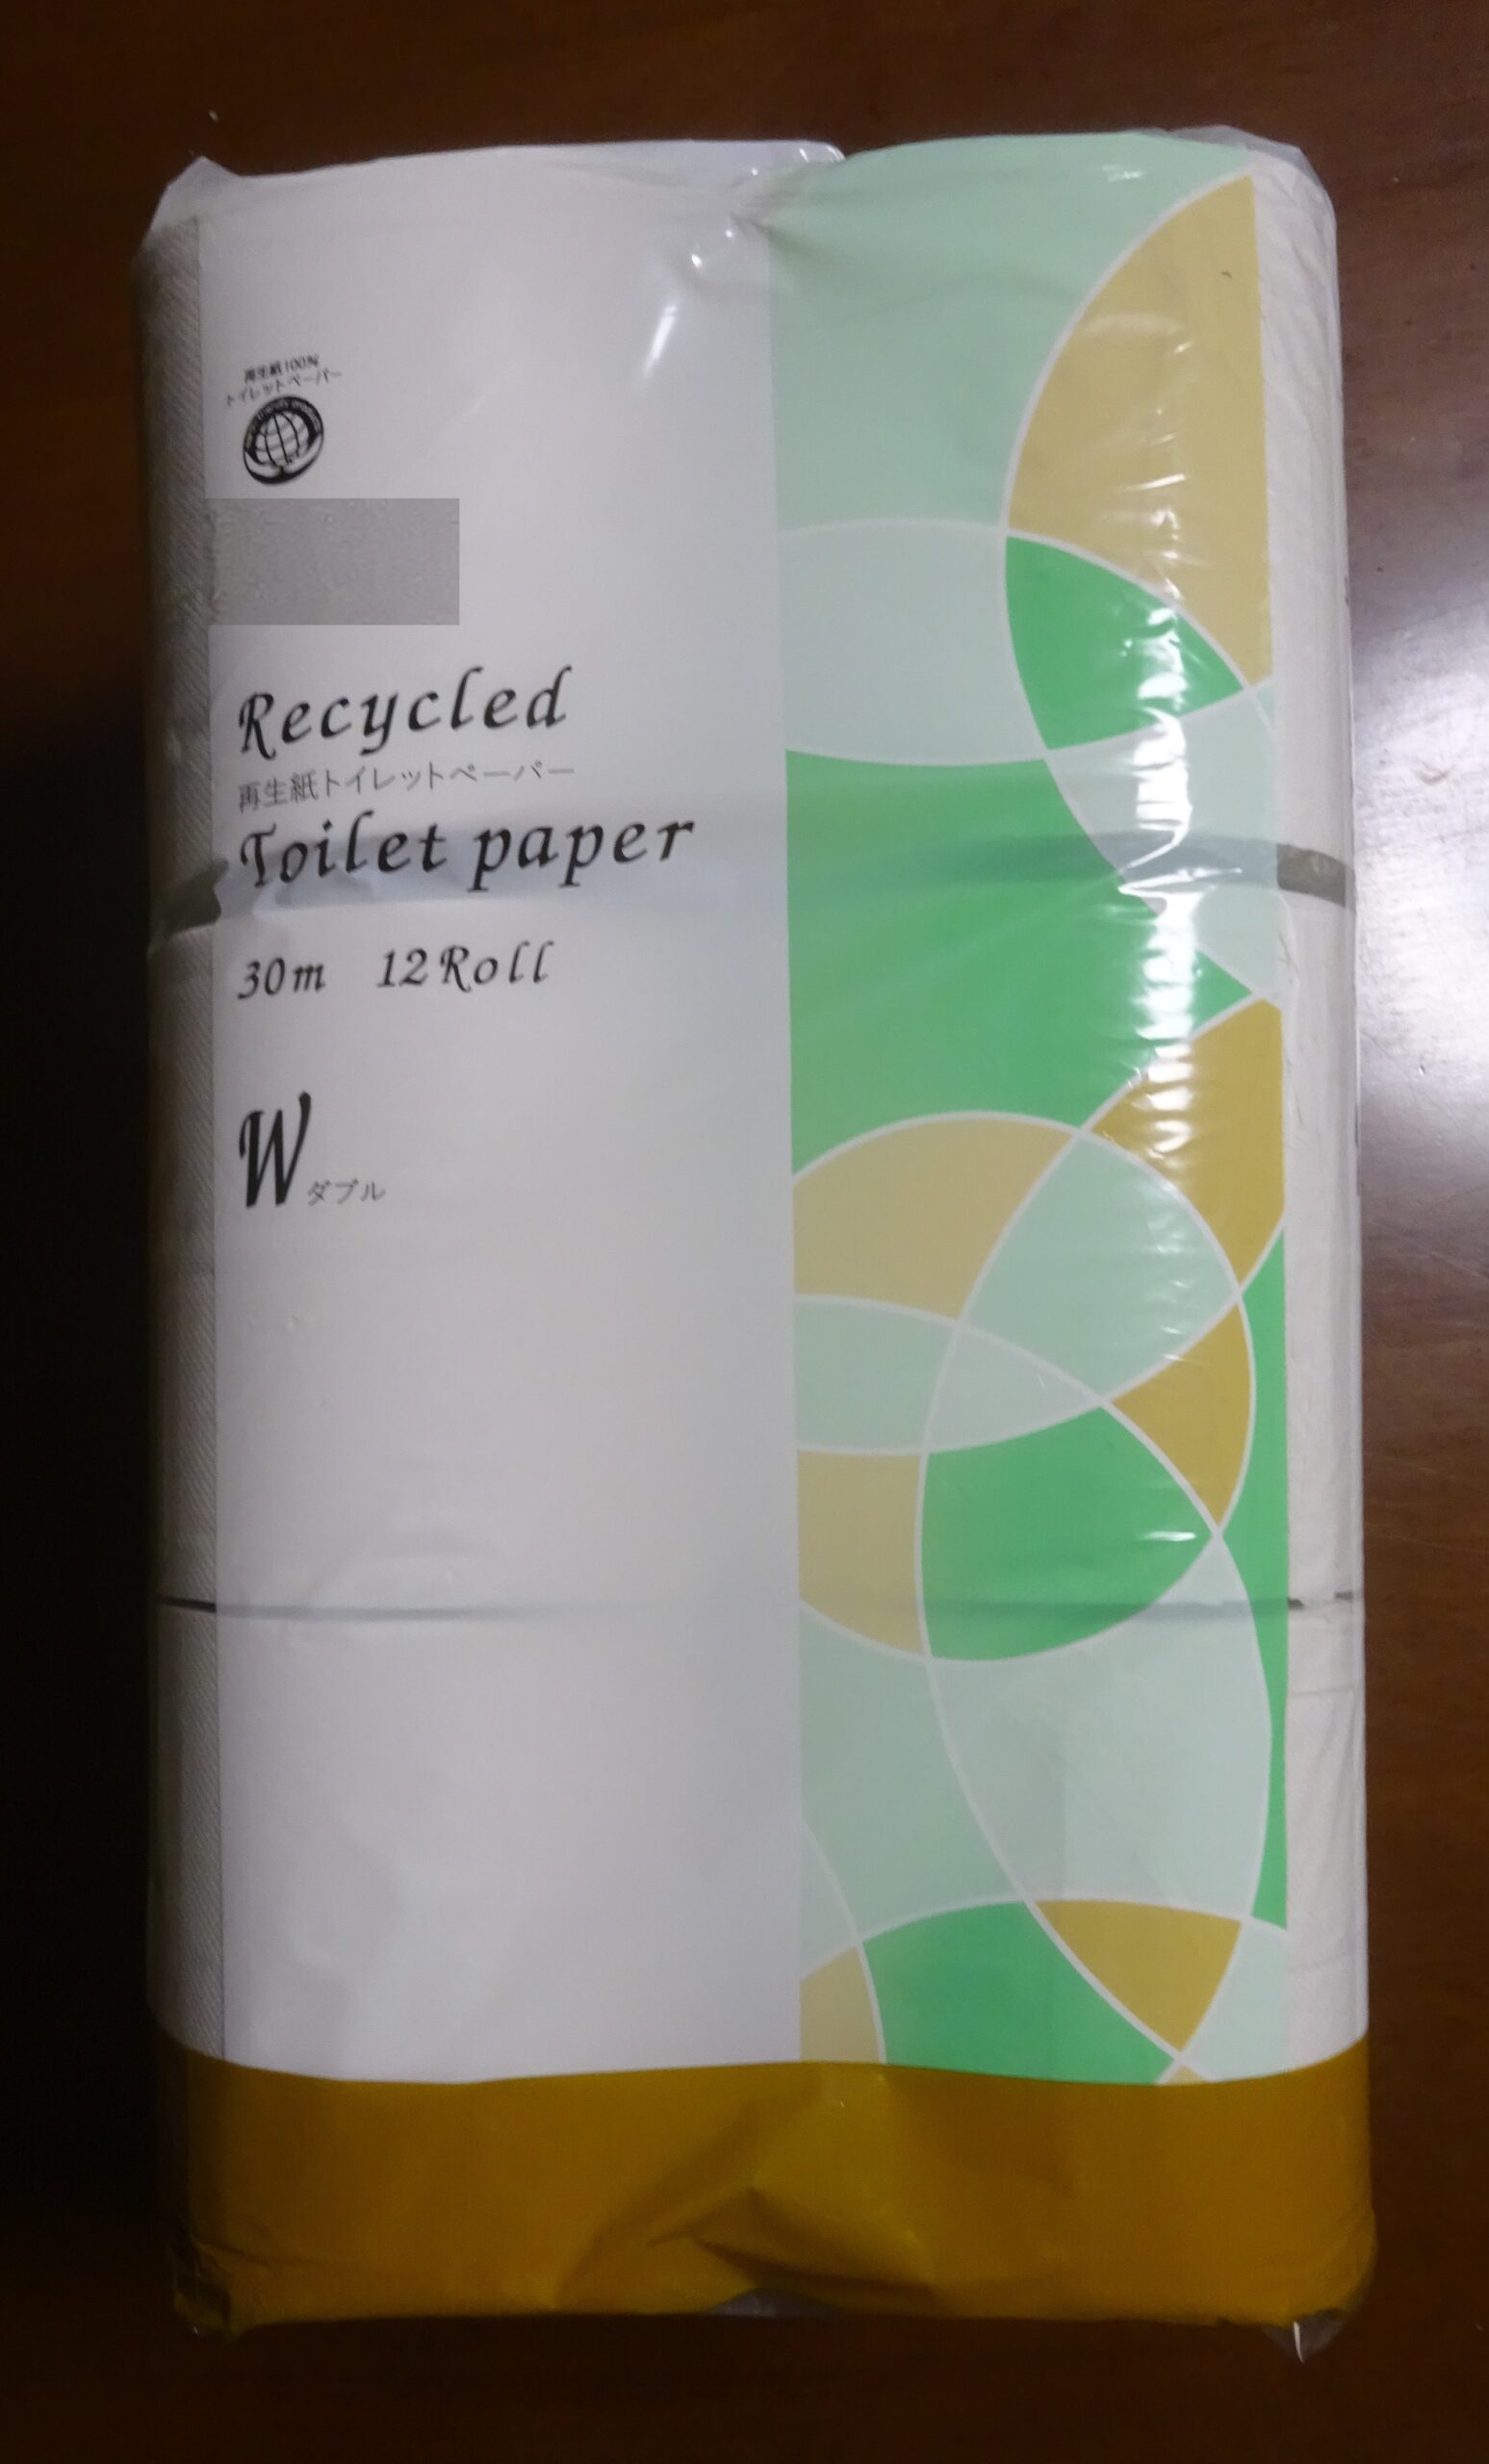 再生紙100%
トイレットペーパー
Recycled
再生紙トイレットペーパー
Toilet paper
30m 12Roll
W ダブル